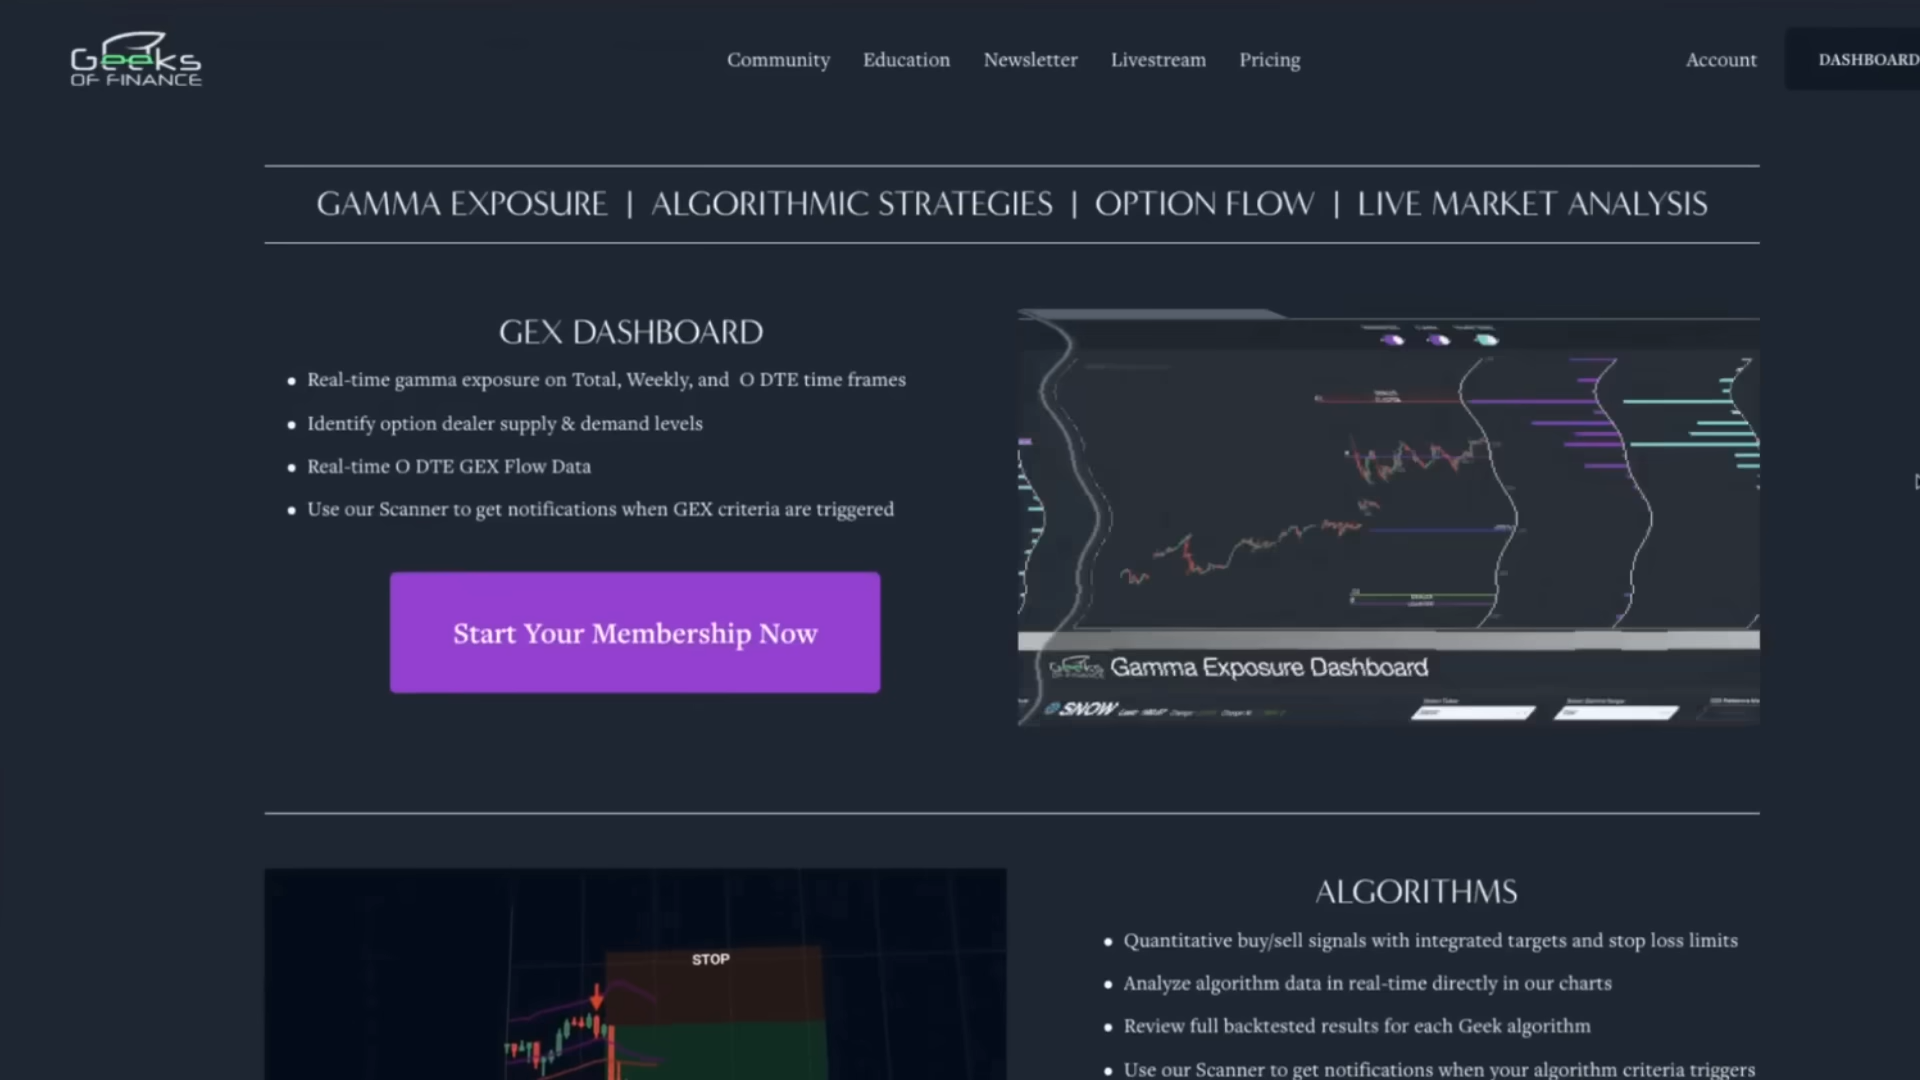 Geeks
OF FINANCE
Community Education Newsletter Livestream Pricing
Account DASHBOARD
GAMMA EXPOSURE | ALGORITHMIC STRATEGIES | OPTION FLOW | LIVE MARKET ANALYSIS
GEX DASHBOARD
• Real-time gamma exposure on Total, Weekly, and O DTE time frames
• Identify option dealer supply & demand levels
• Real-time O DTE GEX Flow Data
• Use our Scanner to get notifications when GEX criteria are triggered
Start Your Membership Now
Geeks
OF FINANCE
Gamma Exposure Dashboard
SNOW
STOP
ALGORITHMS
• Quantitative buy/sell signals with integrated targets and stop loss limits
• Analyze algorithm data in real-time directly in our charts
• Review full backtested results for each Geek algorithm
• Use our Scanner to get notifications when your algorithm criteria triggers